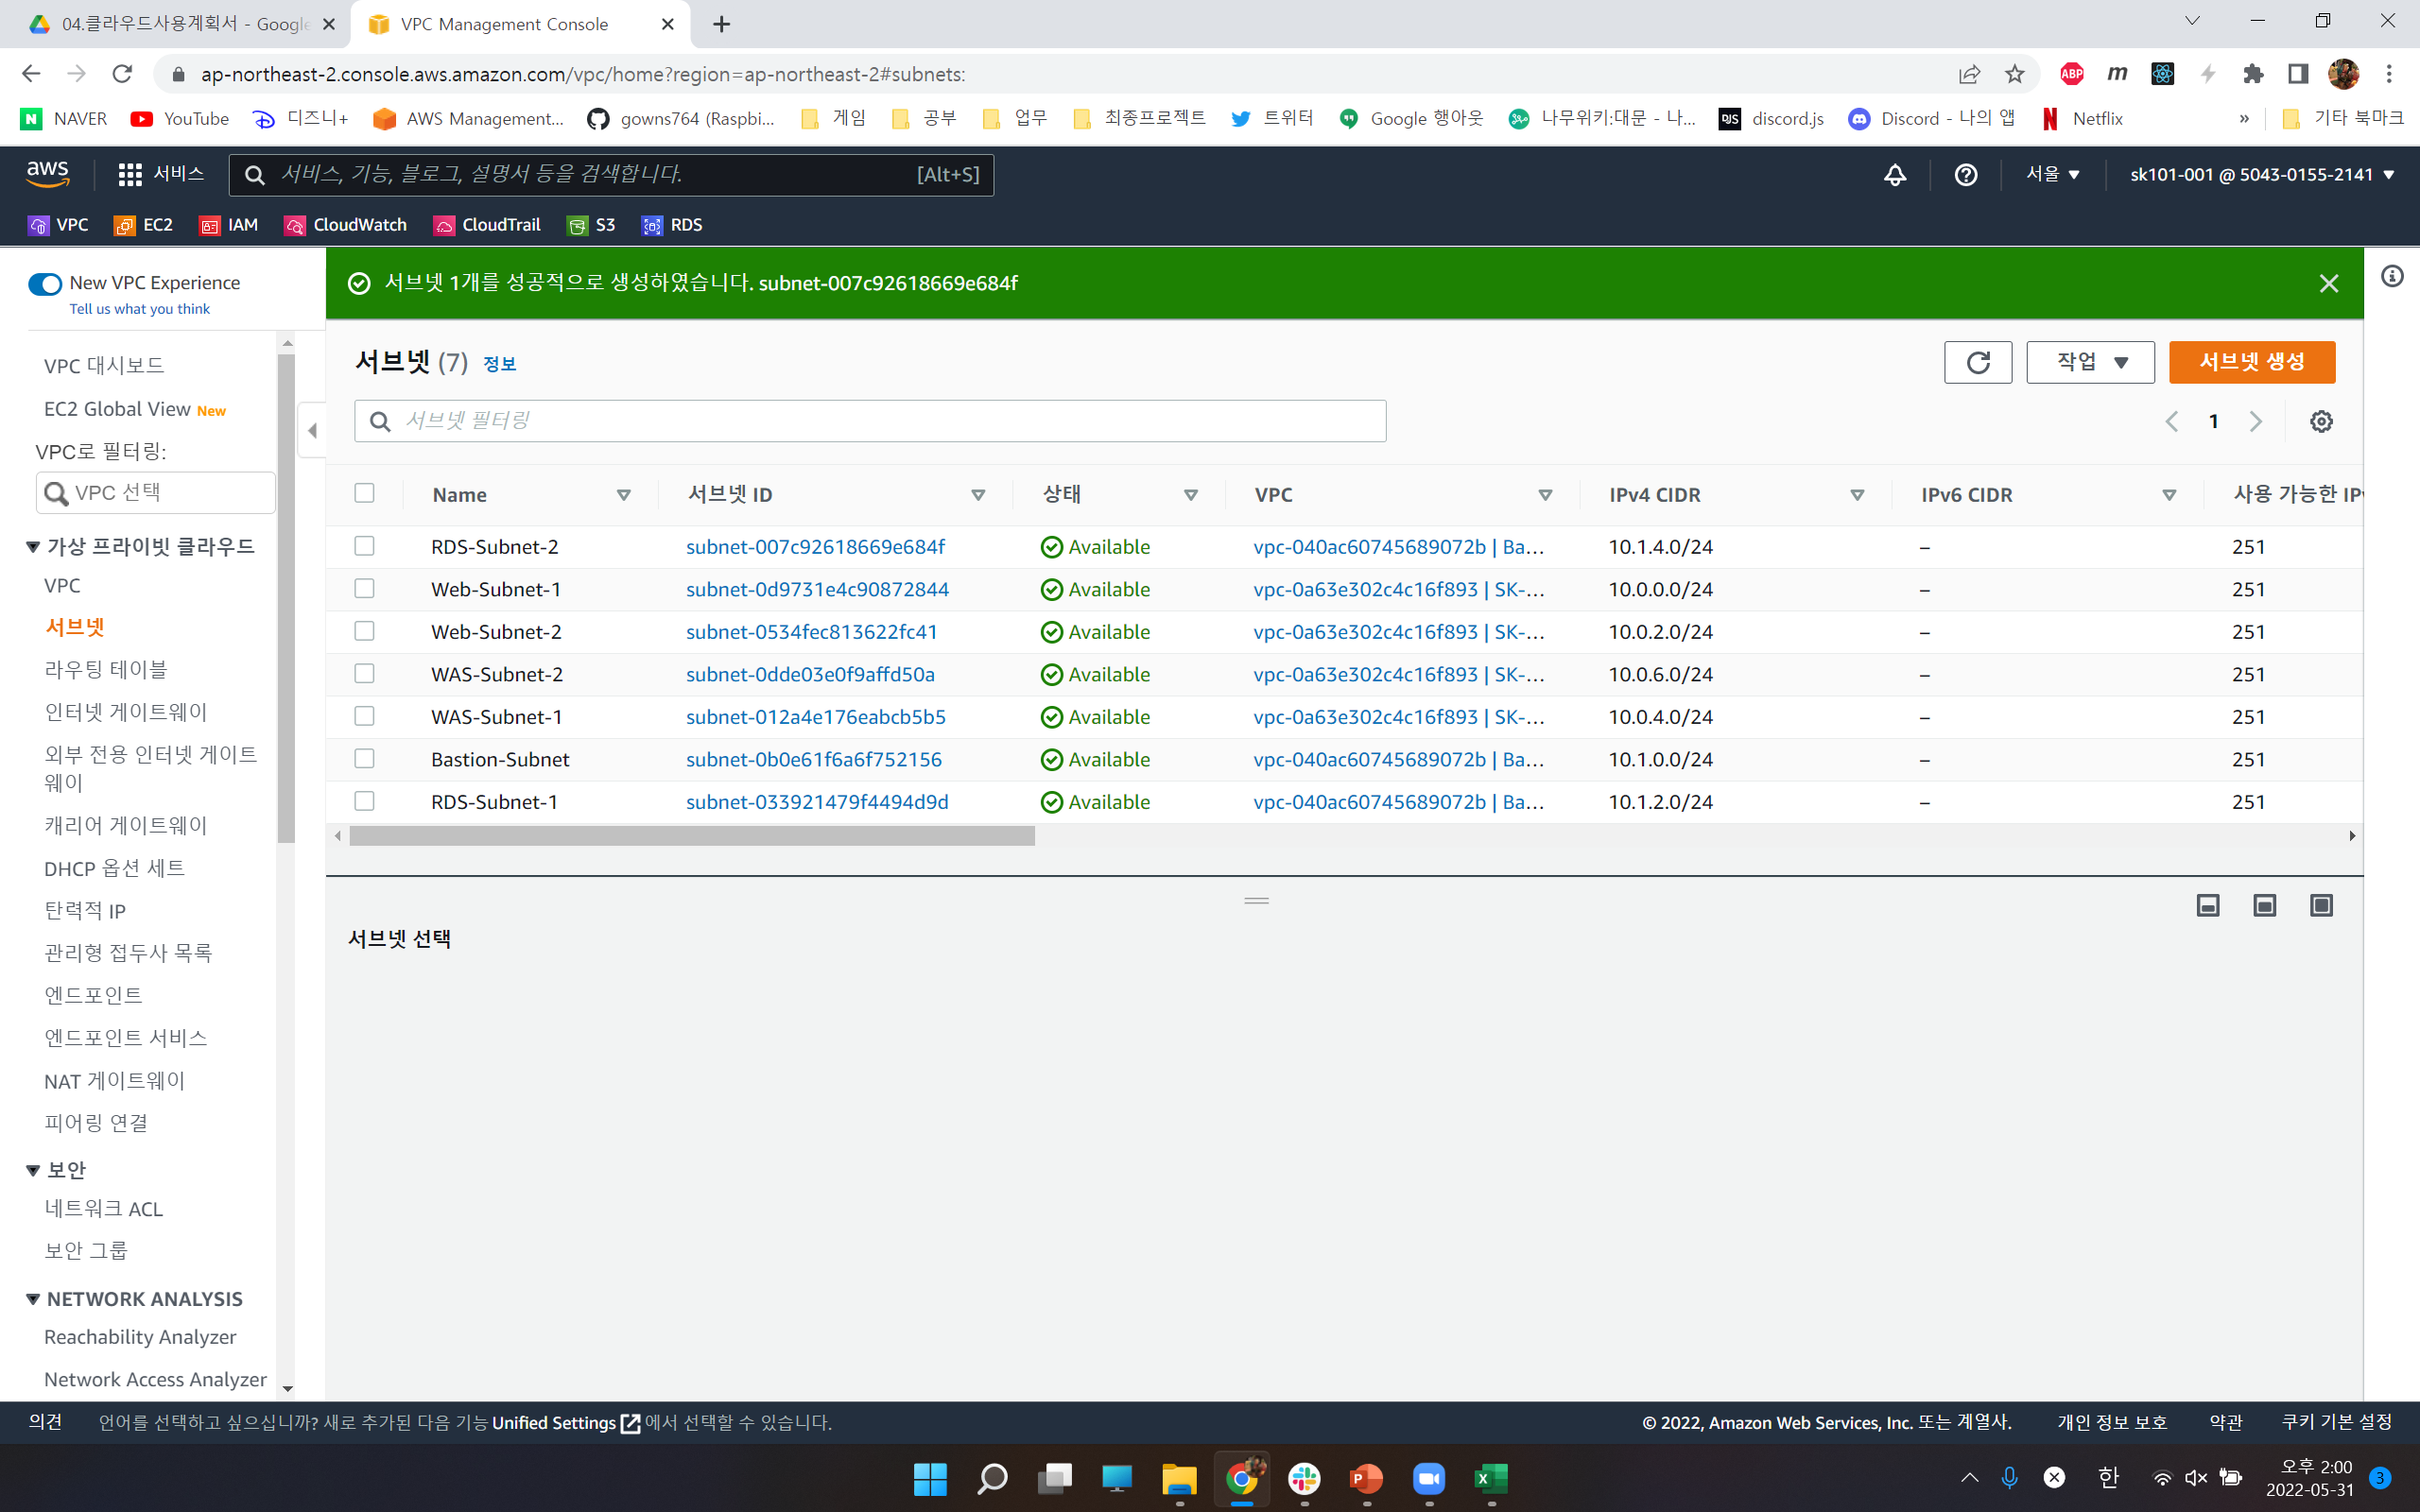 04.클라우드사용계획서 - Google
VPC Management Console
ap-northeast-2.console.aws.amazon.com/vpc/home?region=ap-northeast-2#subnets:
ABP
m
N NAVER
YouTube
디즈니+
AWS Management...
gowns764 (Raspbi...
게임
공부
업무
최종프로젝트
트위터
Google 행아웃
나무위키:대문 - 나...
DJS discord.js
Discord - 나의 앱
Netflix
»
기타 북마크
aws
서비스
서비스, 기능, 블로그, 설명서 등을 검색합니다.
[Alt+S]
서울 ▼
sk101-001 @ 5043-0155-2141 ▼
VPC
EC2
IAM
CloudWatch
CloudTrail
S3
RDS
New VPC Experience
Tell us what you think
VPC 대시보드
EC2 Global View New
VPC로 필터링:
VPC 선택
가상 프라이빗 클라우드
VPC
서브넷
라우팅 테이블
인터넷 게이트웨이
외부 전용 인터넷 게이트
웨이
캐리어 게이트웨이
DHCP 옵션 세트
탄력적 IP
관리형 접두사 목록
엔드포인트
엔드포인트 서비스
NAT 게이트웨이
피어링 연결
보안
네트워크 ACL
보안 그룹
NETWORK ANALYSIS
Reachability Analyzer
Network Access Analyzer
서브넷 1개를 성공적으로 생성하였습니다. subnet-007c92618669e684f
서브넷 (7) 정보
작업 ▼
서브넷 생성
서브넷 필터링
1
Name 서브넷 ID 상태 VPC IPv4 CIDR IPv6 CIDR 사용 가능한 IPv
RDS-Subnet-2 subnet-007c92618669e684f Available vpc-040ac60745689072b | Ba... 10.1.4.0/24 – 251
Web-Subnet-1 subnet-0d9731e4c90872844 Available vpc-0a63e302c4c16f893 | SK-... 10.0.0.0/24 – 251
Web-Subnet-2 subnet-0534fec813622fc41 Available vpc-0a63e302c4c16f893 | SK-... 10.0.2.0/24 – 251
WAS-Subnet-2 subnet-0dde03e0f9affd50a Available vpc-0a63e302c4c16f893 | SK-... 10.0.6.0/24 – 251
WAS-Subnet-1 subnet-012a4e176eabcb5b5 Available vpc-0a63e302c4c16f893 | SK-... 10.0.4.0/24 – 251
Bastion-Subnet subnet-0b0e61f6a6f752156 Available vpc-040ac60745689072b | Ba... 10.1.0.0/24 – 251
RDS-Subnet-1 subnet-033921479f4494d9d Available vpc-040ac60745689072b | Ba... 10.1.2.0/24 – 251
서브넷 선택
의견
언어를 선택하고 싶으십니까? 새로 추가된 다음 기능 Unified Settings 에서 선택할 수 있습니다.
© 2022, Amazon Web Services, Inc. 또는 계열사.
개인 정보 보호
약관
쿠키 기본 설정
한
오후 2:00
2022-05-31
3